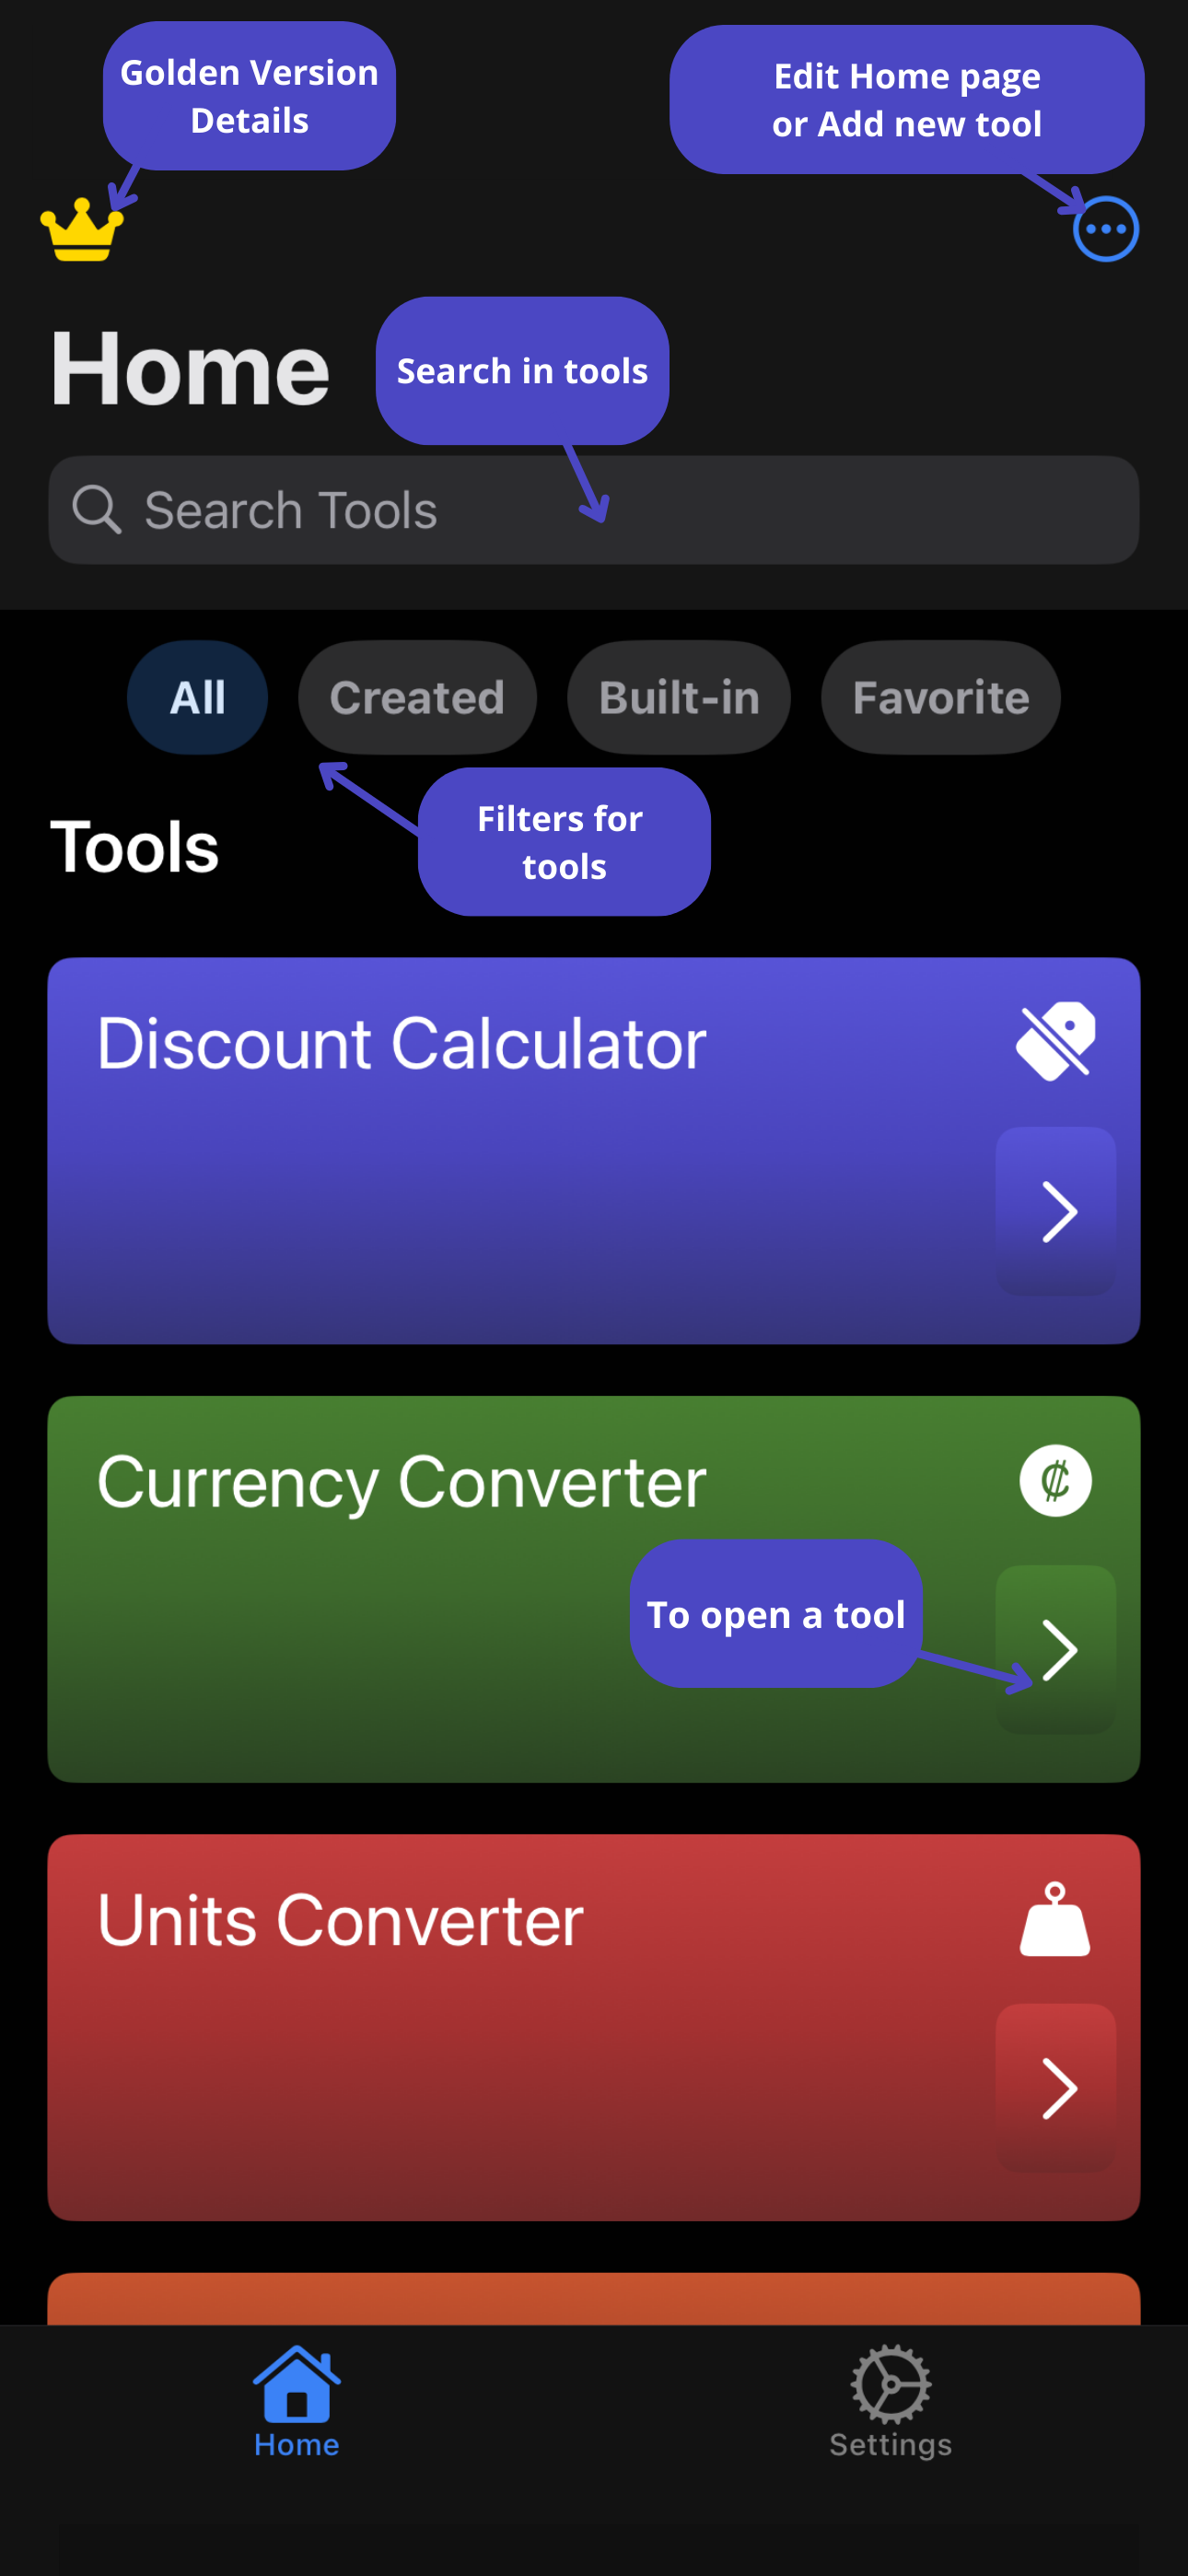 Golden Version
Details
Edit Home page
or Add new tool
Home
Search in tools
Search Tools
All
Created
Built-in
Favorite
Filters for
tools
Tools
Discount Calculator
Currency Converter
₡
To open a tool
Units Converter
Home
Settings